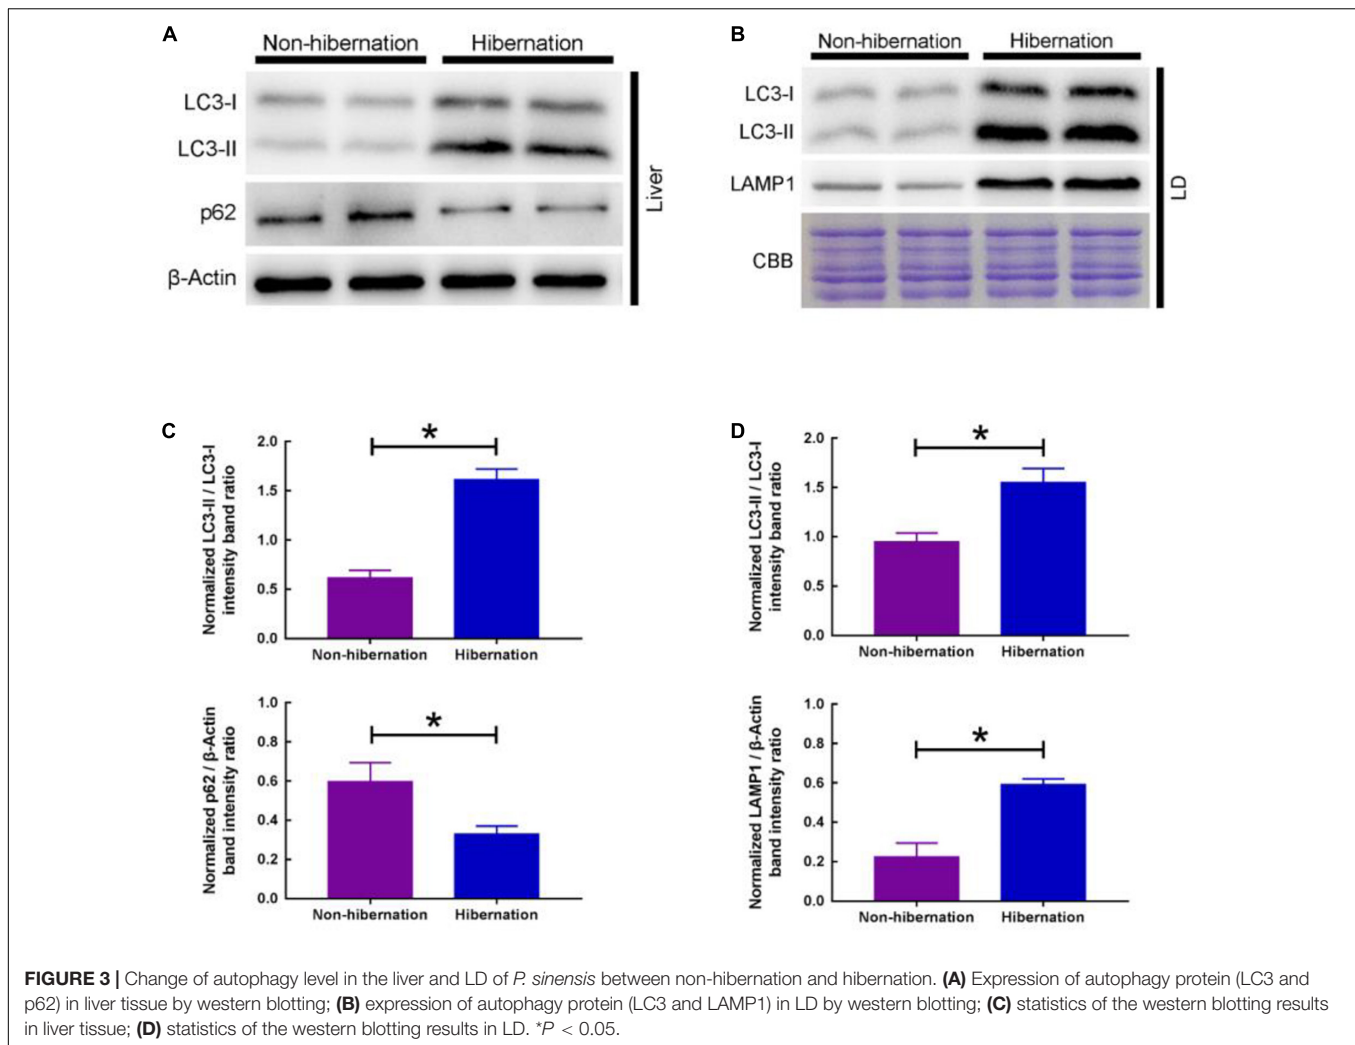 A
Non-hibernation
Hibernation
LC3-I
LC3-II
p62
β-Actin
Liver
B
Non-hibernation
Hibernation
LC3-I
LC3-II
LAMP1
CBB
LD
C
Normalized LC3-II / LC3-I
intensity band ratio
2.0
1.5
1.0
0.5
0.0
*
Non-hibernation
Hibernation
Normalized p62 / β-Actin
band intensity ratio
1.0
0.8
0.6
0.4
0.2
0.0
*
Non-hibernation
Hibernation
D
Normalized LC3-II / LC3-I
intensity band ratio
2.0
1.5
1.0
0.5
0.0
*
Non-hibernation
Hibernation
Normalized LAMP1 / β-Actin
band intensity ratio
1.0
0.8
0.6
0.4
0.2
0.0
*
Non-hibernation
Hibernation
FIGURE 3 | Change of autophagy level in the liver and LD of P. sinensis between non-hibernation and hibernation. (A) Expression of autophagy protein (LC3 and
p62) in liver tissue by western blotting; (B) expression of autophagy protein (LC3 and LAMP1) in LD by western blotting; (C) statistics of the western blotting results
in liver tissue; (D) statistics of the western blotting results in LD. *P < 0.05.